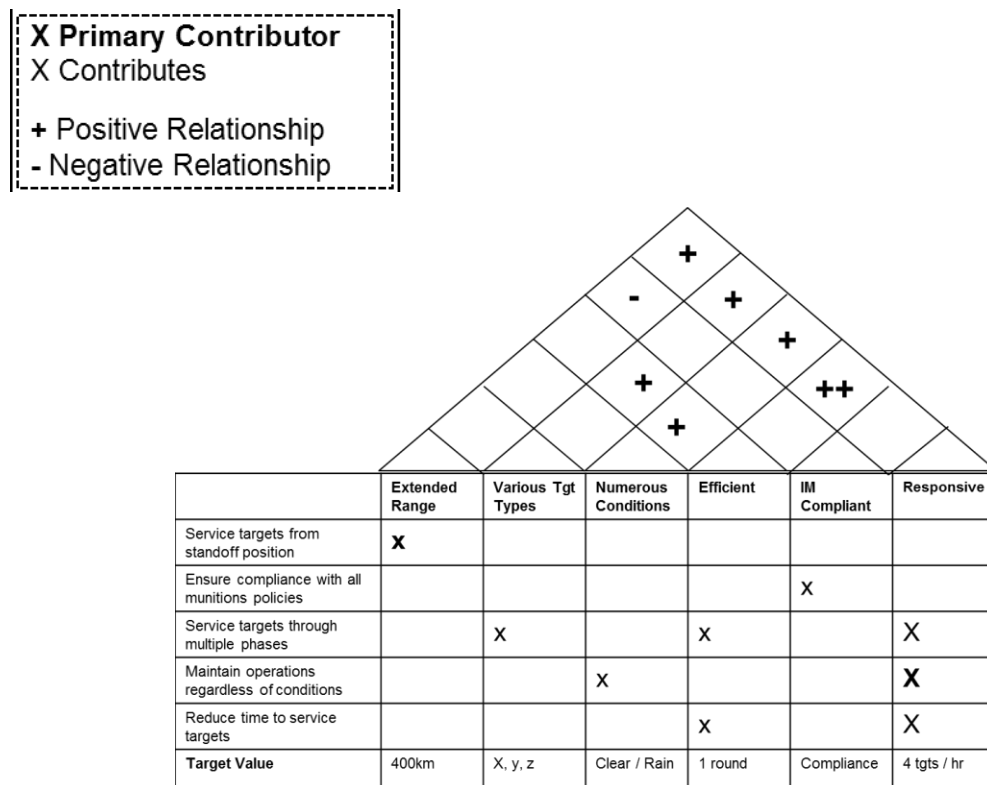 X Primary Contributor
X Contributes
+ Positive Relationship
- Negative Relationship
+
- +
+
+ ++
+
Extended Various Tgt Numerous Efficient IM Responsive
Range Types Conditions Compliant
Service targets from
standoff position x
Ensure compliance with all
munitions policies x
Service targets through
multiple phases x x X
Maintain operations
regardless of conditions x X
Reduce time to service
targets x X
Target Value 400km X, y, z Clear / Rain 1 round Compliance 4 tgts / hr